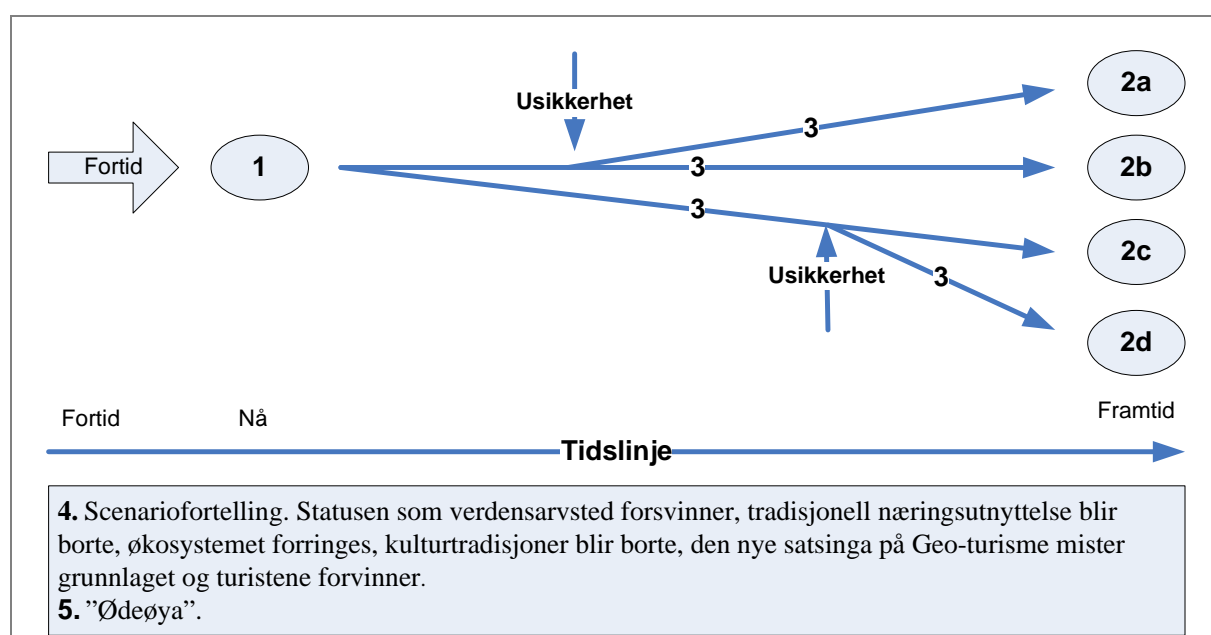 2a
Usikkerhet
3
Fortid
1
3
2b
3
2c
Usikkerhet
3
2d
Fortid
Nå
Framtid
Tidslinje
4. Scenariofortelling. Statusen som verdensarvsted forsvinner, tradisjonell næringsutnyttelse blir
borte, økosystemet forringes, kulturtradisjoner blir borte, den nye satsinga på Geo-turisme mister
grunnlaget og turistene forvinner.
5. ”Ødeøya”.